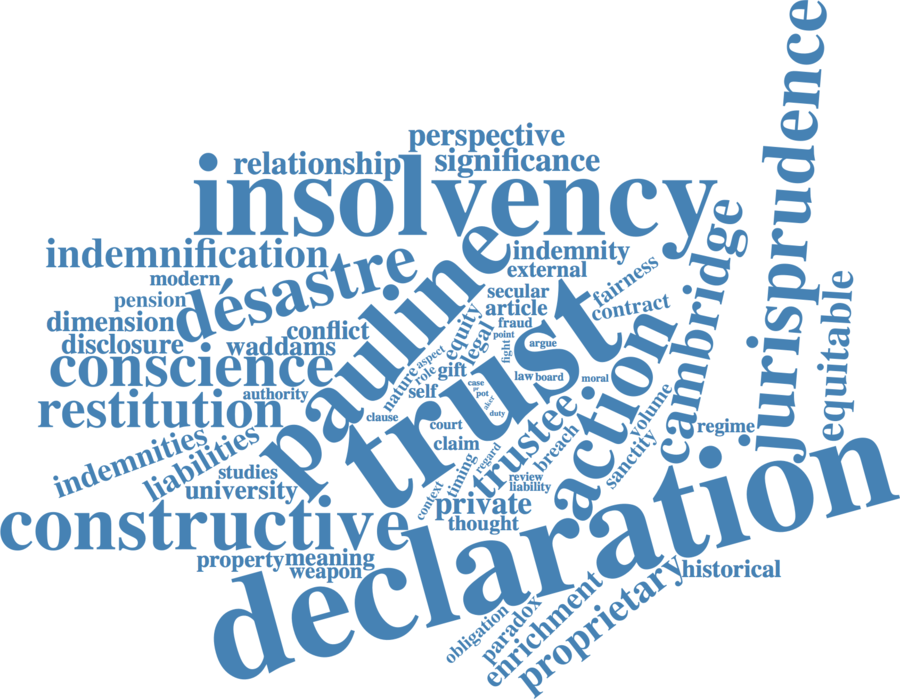 jurisprudence
perspective
relationship
significance
insolvency
cambridge
indemnification
désastre
pauline
indemnity
external
fairness
modern
pension
secular
contract
equitable
trust
article
dimension
conflict
equity
legal
fraud
point
disclosure
waddams
fight
argue
conscience
nature
aspect
role
gift
law
board
moral
action
authority
self
case
pot
restitution
clause
duty
volume
court
trustee
regime
claim
breach
sanctity
indemnities
liabilities
timing
regard
studies
review
university
context
liability
private
constructive
thought
declaration
property
meaning
weapon
historical
proprietary
enrichment
paradox
obligation